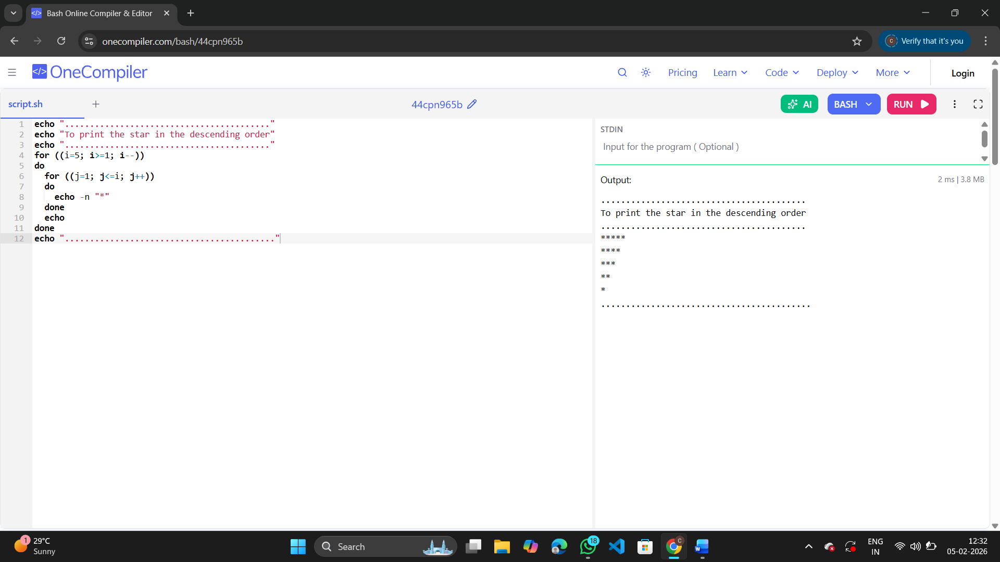 Bash Online Compiler & Editor
onecompiler.com/bash/44cpn965b
C Verify that it's you
</> OneCompiler
Pricing Learn Code Deploy More Login
script.sh
44cpn965b
AI BASH RUN
1 echo "........................................."
2 echo "To print the star in the descending order"
3 echo "........................................."
4 for ((i=5; i>=1; i--))
5 do
6 for ((j=1; j<=i; j++))
7 do
8 echo -n "*"
9 done
10 echo
11 done
12 echo ".........................................."
STDIN
Input for the program ( Optional )
Output:
2 ms | 3.8 MB
.........................................
To print the star in the descending order
.........................................
*****
****
***
**
*
..........................................
1
29°C
Sunny
Search
18
C
W
ENG
IN
12:32
05-02-2026